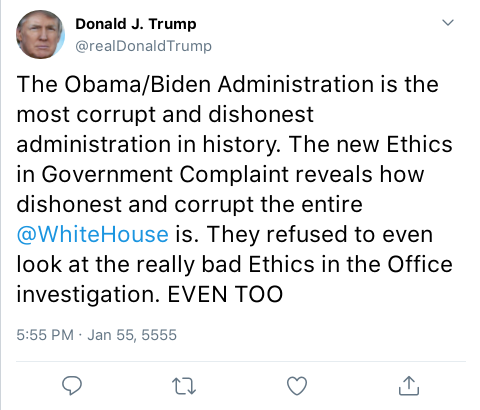 Donald J. Trump
@realDonaldTrump
The Obama/Biden Administration is the
most corrupt and dishonest
administration in history. The new Ethics
in Government Complaint reveals how
dishonest and corrupt the entire
@WhiteHouse is. They refused to even
look at the really bad Ethics in the Office
investigation. EVEN TOO
5:55 PM · Jan 55, 5555